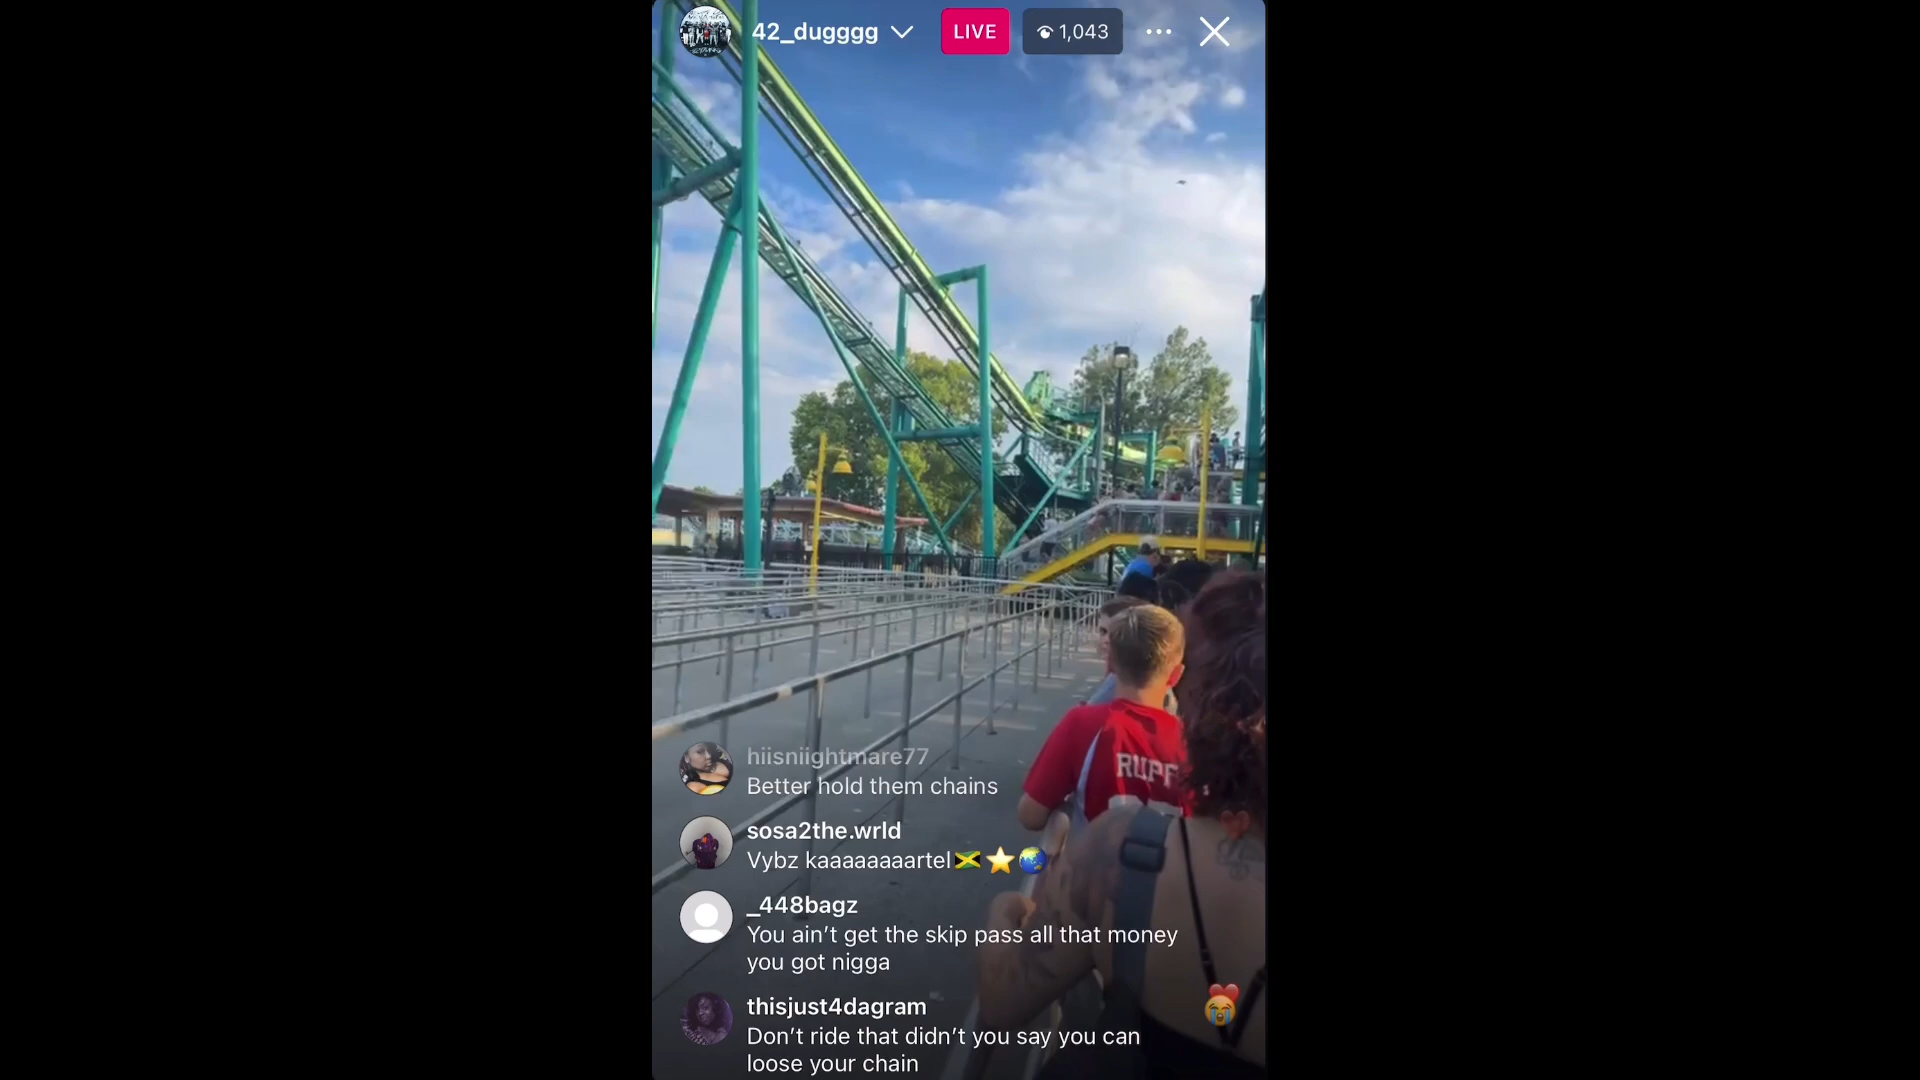 42_dugggg
LIVE
1,043
hiisniightmare77
Better hold them chains
sosa2the.wrld
Vybz kaaaaaaaartel🇯🇲⭐🌏
_448bagz
You ain’t get the skip pass all that money
you got nigga
thisjust4dagram
Don’t ride that didn’t you say you can
loose your chain